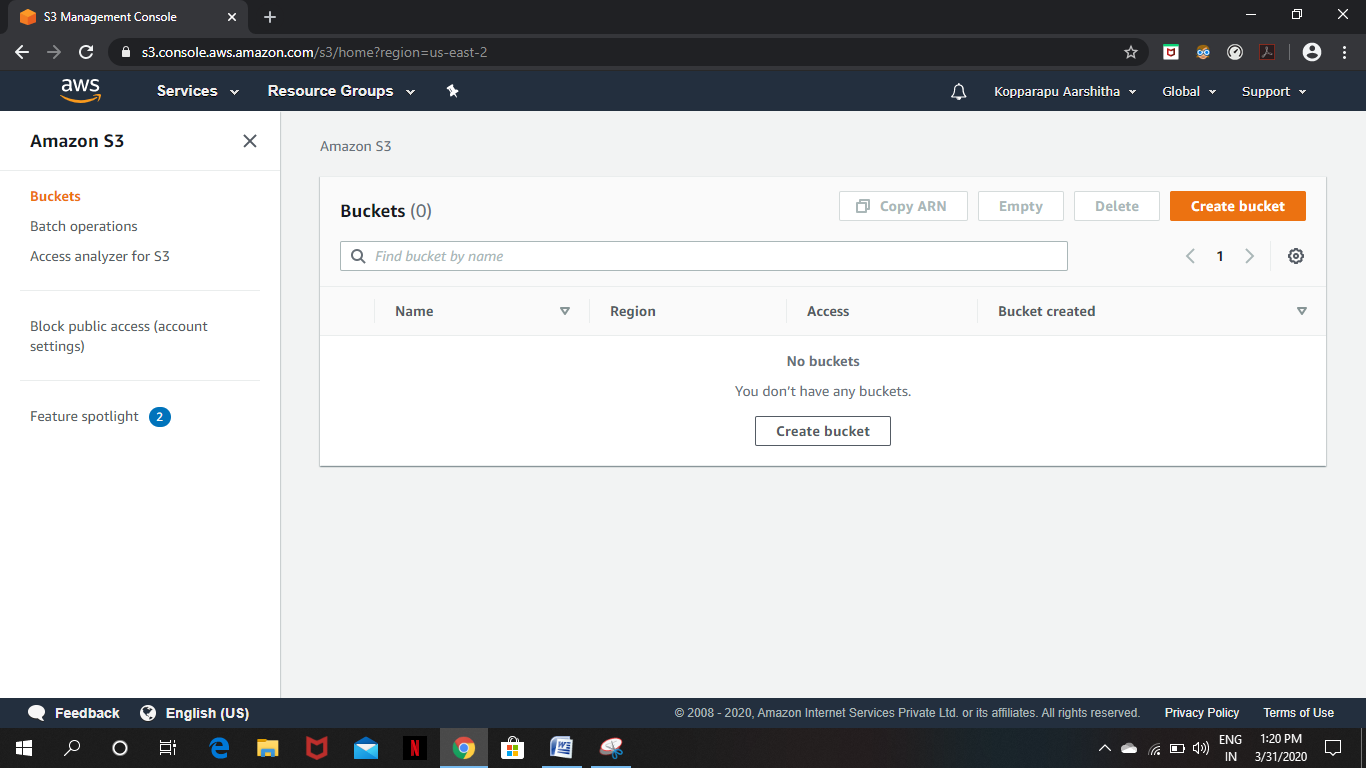 S3 Management Console
s3.console.aws.amazon.com/s3/home?region=us-east-2
aws
Services
Resource Groups
Kopparapu Aarshitha
Global
Support
Amazon S3
Buckets
Batch operations
Access analyzer for S3
Block public access (account
settings)
Feature spotlight 2
Amazon S3
Buckets (0)
Copy ARN
Empty
Delete
Create bucket
Find bucket by name
1
Name
Region
Access
Bucket created
No buckets
You don't have any buckets.
Create bucket
Feedback
English (US)
© 2008 - 2020, Amazon Internet Services Private Ltd. or its affiliates. All rights reserved.
Privacy Policy
Terms of Use
N
ENG
IN
1:20 PM
3/31/2020